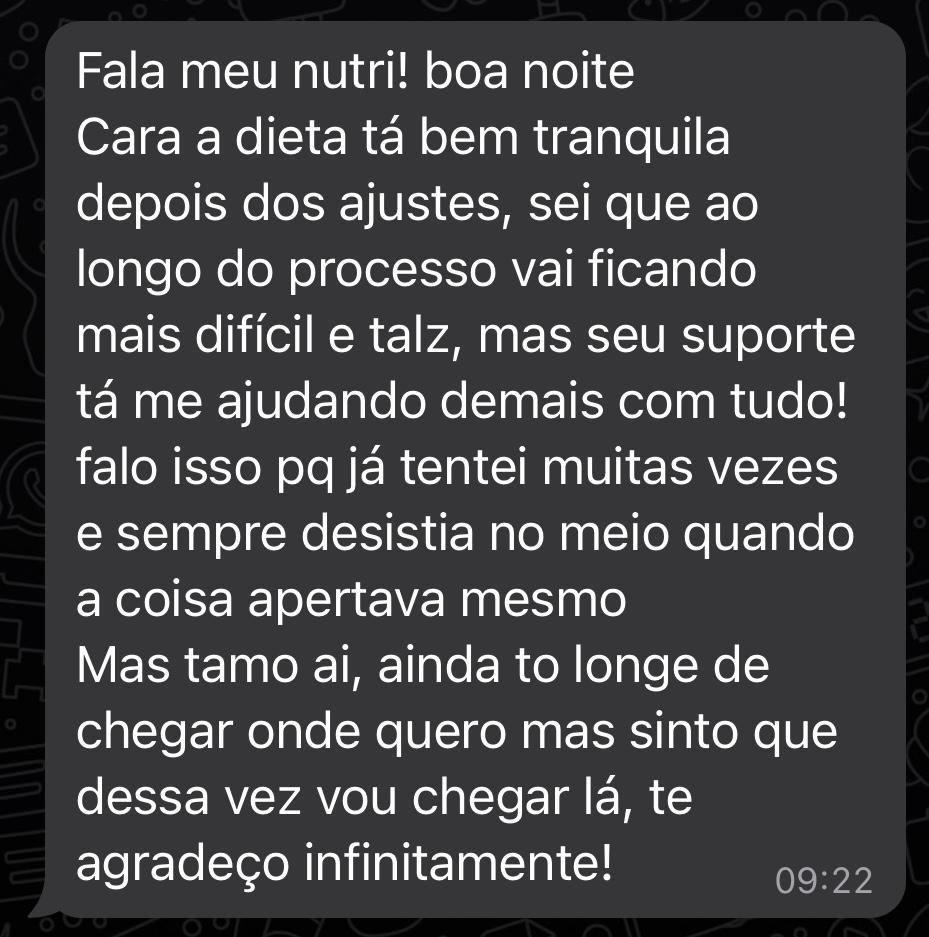 Fala meu nutri! boa noite
Cara a dieta tá bem tranquila
depois dos ajustes, sei que ao
longo do processo vai ficando
mais difícil e talz, mas seu suporte
tá me ajudando demais com tudo!
falo isso pq já tentei muitas vezes
e sempre desistia no meio quando
a coisa apertava mesmo
Mas tamo ai, ainda to longe de
chegar onde quero mas sinto que
dessa vez vou chegar lá, te
agradeço infinitamente!
09:22